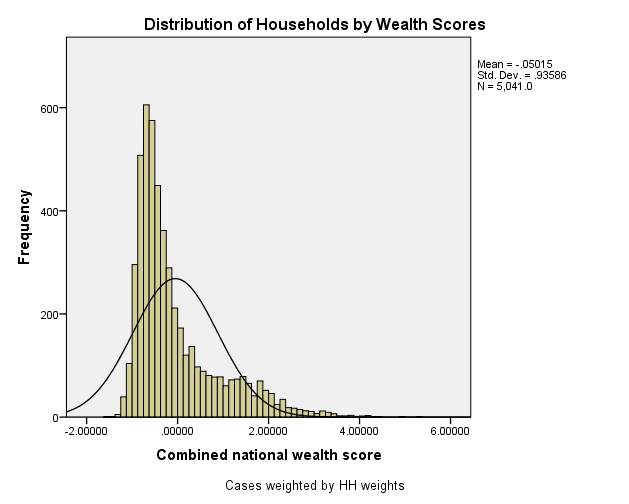 Distribution of Households by Wealth Scores
Mean = -.05015
Std. Dev. = .93586
N = 5,041.0
600
400
200
0
Frequency
-2.00000 .00000 2.00000 4.00000 6.00000
Combined national wealth score
Cases weighted by HH weights